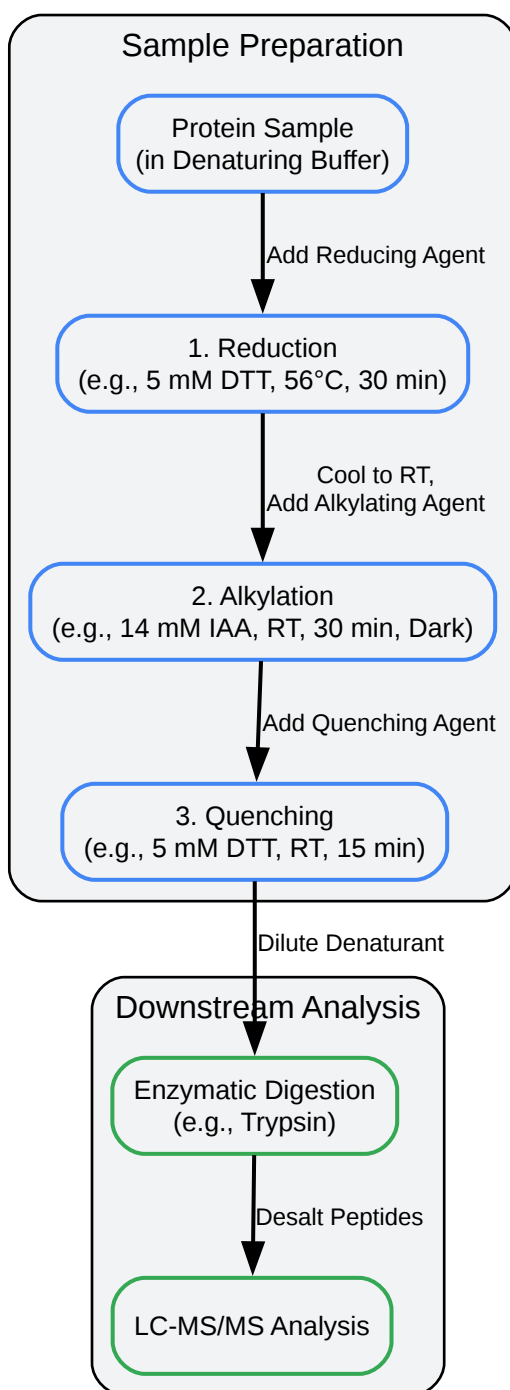 Sample Preparation
Protein Sample
(in Denaturing Buffer)
Add Reducing Agent
1. Reduction
(e.g., 5 mM DTT, 56°C, 30 min)
Cool to RT,
Add Alkylating Agent
2. Alkylation
(e.g., 14 mM IAA, RT, 30 min, Dark)
Add Quenching Agent
3. Quenching
(e.g., 5 mM DTT, RT, 15 min)
Dilute Denaturant
Downstream Analysis
Enzymatic Digestion
(e.g., Trypsin)
Desalt Peptides
LC-MS/MS Analysis